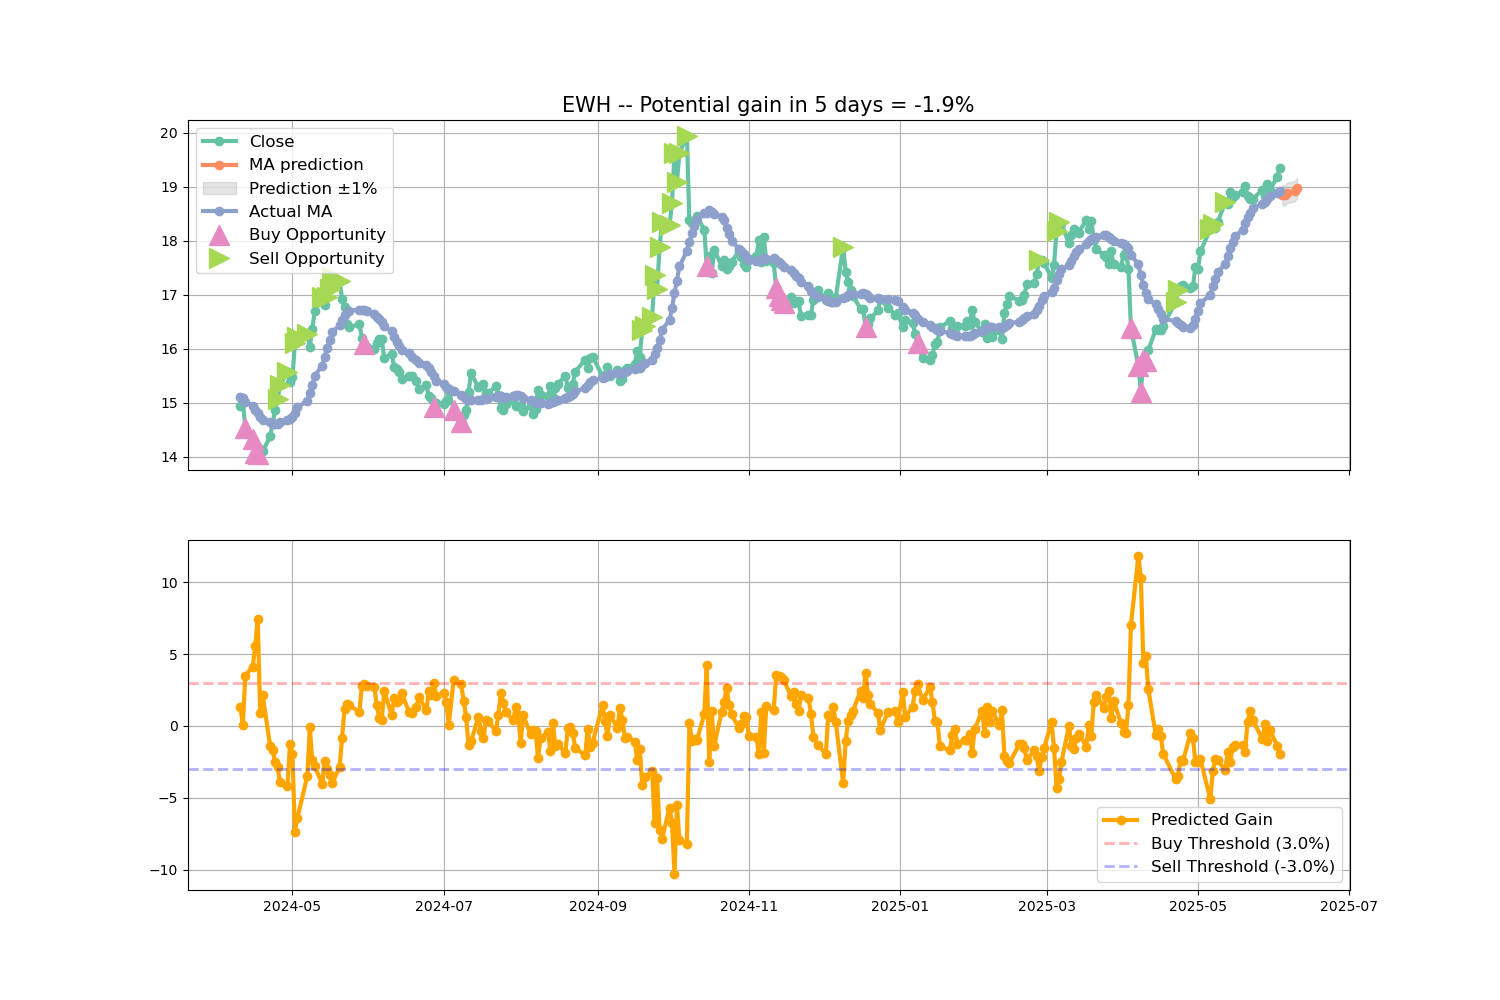 EWH -- Potential gain in 5 days = -1.9%
20
19
18
17
16
15
14
Close
MA prediction
Prediction ±1%
Actual MA
Buy Opportunity
Sell Opportunity
10
5
0
−5
−10
Predicted Gain
Buy Threshold (3.0%)
Sell Threshold (-3.0%)
2024-05
2024-07
2024-09
2024-11
2025-01
2025-03
2025-05
2025-07